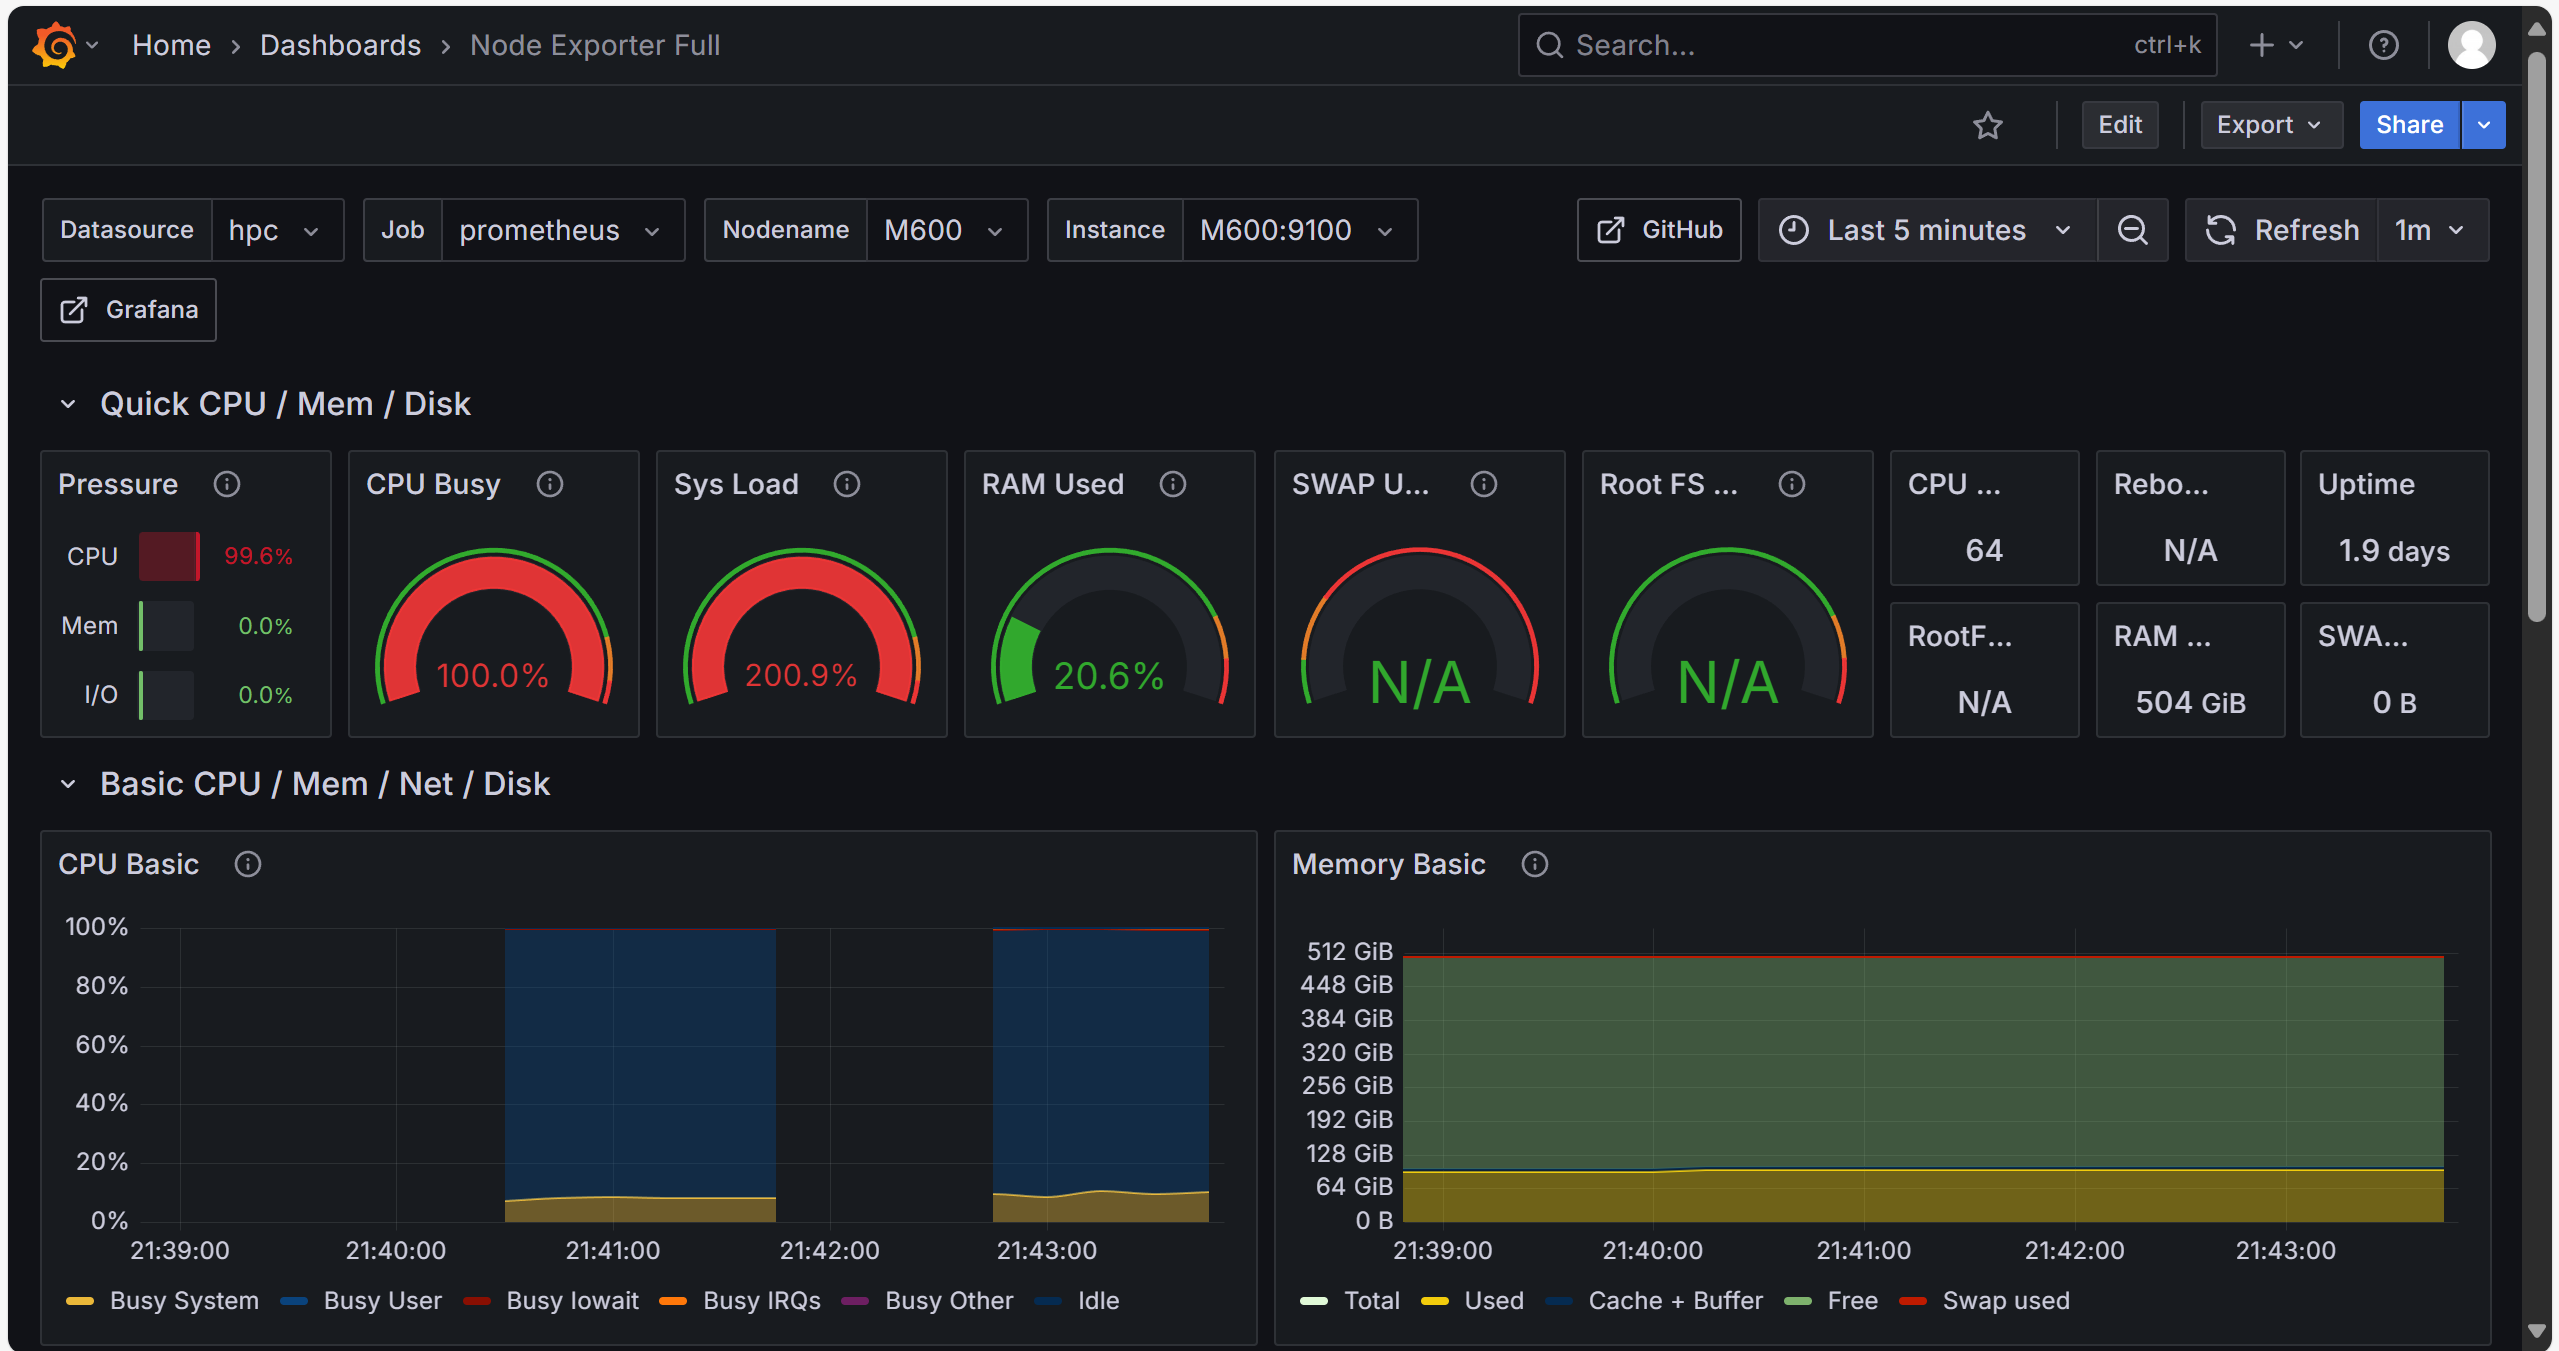 Home › Dashboards › Node Exporter Full
Search... ctrl+k
Edit Export Share
Datasource hpc Job prometheus Nodename M600 Instance M600:9100 GitHub Last 5 minutes Refresh 1m
Grafana
Quick CPU / Mem / Disk
Pressure
CPU 99.6%
Mem 0.0%
I/O 0.0%
CPU Busy
100.0%
Sys Load
200.9%
RAM Used
20.6%
SWAP U...
N/A
Root FS ...
N/A
CPU ...
64
Rebo...
N/A
Uptime
1.9 days
RootF...
N/A
RAM ...
504 GiB
SWA...
0 B
Basic CPU / Mem / Net / Disk
CPU Basic
100%
80%
60%
40%
20%
0%
21:39:00 21:40:00 21:41:00 21:42:00 21:43:00
Busy System Busy User Busy Iowait Busy IRQs Busy Other Idle
Memory Basic
512 GiB
448 GiB
384 GiB
320 GiB
256 GiB
192 GiB
128 GiB
64 GiB
0 B
21:39:00 21:40:00 21:41:00 21:42:00 21:43:00
Total Used Cache + Buffer Free Swap used